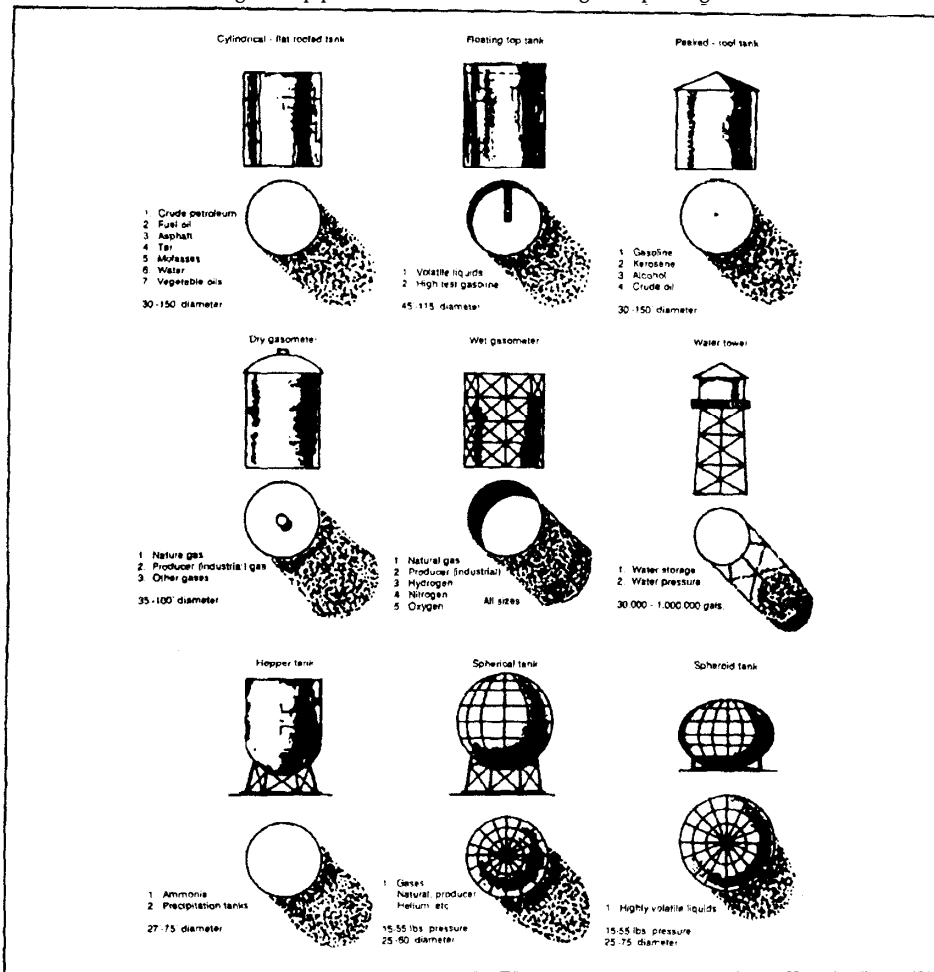 Cylindrical - flat roofed tank
1 Crude petroleum
2 Fuel oil
3 Asphalt
4 Tar
5 Molasses
6 Water
7 Vegetable oils
30-150 diameter
Floating top tank
1 Volatile liquids
2 High test gasoline
45-115 diameter
Peaked - roof tank
1 Gasoline
2 Kerosene
3 Alcohol
4 Crude oil
30-150 diameter
Dry gasometer
1 Nature gas
2. Producer (industrial) gas
3 Other gases
35-100' diameter
Wet gasometer
1 Natural gas
2 Producer (industrial)
3 Hydrogen
4 Nitrogen
5 Oxygen
All sizes
Water tower
1. Water storage
2. Water pressure
30.000 - 1.000.000 gals.
Hopper tank
1 Ammonia
2 Precipitation tanks
27-75 diameter
Spherical tank
1 Gases
Natural, producer
Helium, etc
15-55 lbs pressure
25-60 diameter
Spheroid tank
1 Highly volatile liquids
15-55 lbs pressure
25-75 diameter